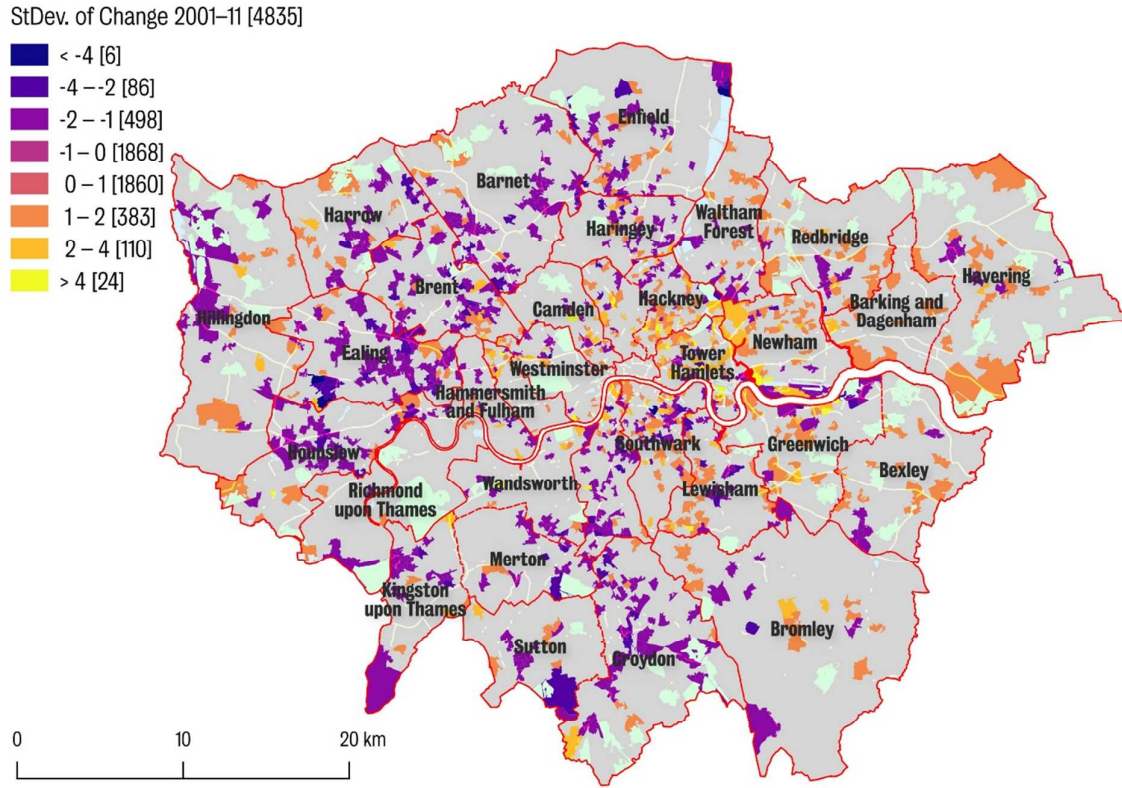 StDev. of Change 2001–11 [4835]
< -4 [6]
-4 – -2 [86]
-2 – -1 [498]
-1 – 0 [1868]
0 – 1 [1860]
1 – 2 [383]
2 – 4 [110]
> 4 [24]
Enfield
Barnet
Harrow
Haringey
Waltham
Forest
Redbridge
Havering
Brent
Camden
Hackney
Barking and
Dagenham
Hillingdon
Ealing
Westminster
Tower
Hamlets
Newham
Hammersmith
and Fulham
Hounslow
Southwark
Greenwich
Bexley
Richmond
upon Thames
Wandsworth
Lewisham
Merton
Kingston
upon Thames
Sutton
Croydon
Bromley
0 10 20 km